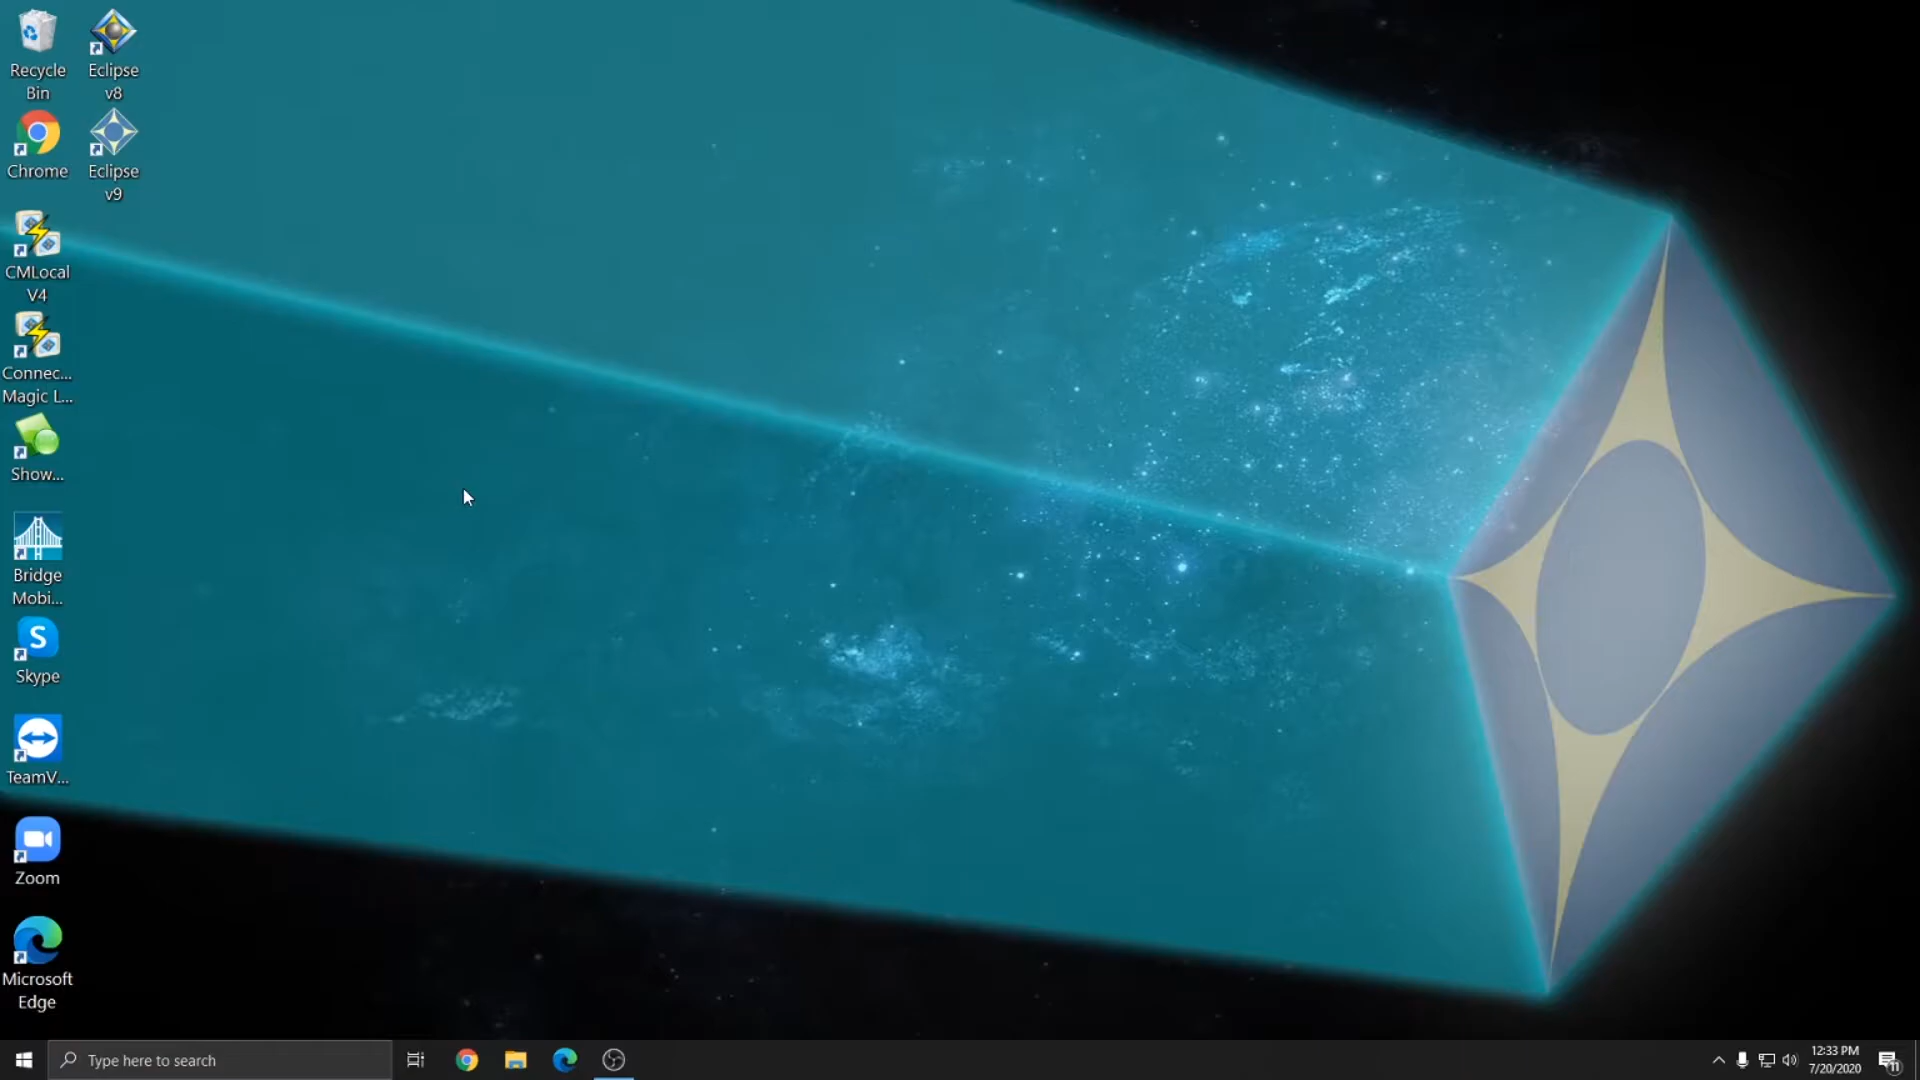 Recycle
Bin
Eclipse
v8
Chrome
Eclipse
v9
CMLocal
V4
Connec...
Magic L...
Show...
Bridge
Mobi...
S
Skype
TeamV...
Zoom
Microsoft
Edge
Type here to search
12:33 PM
7/20/2020
11